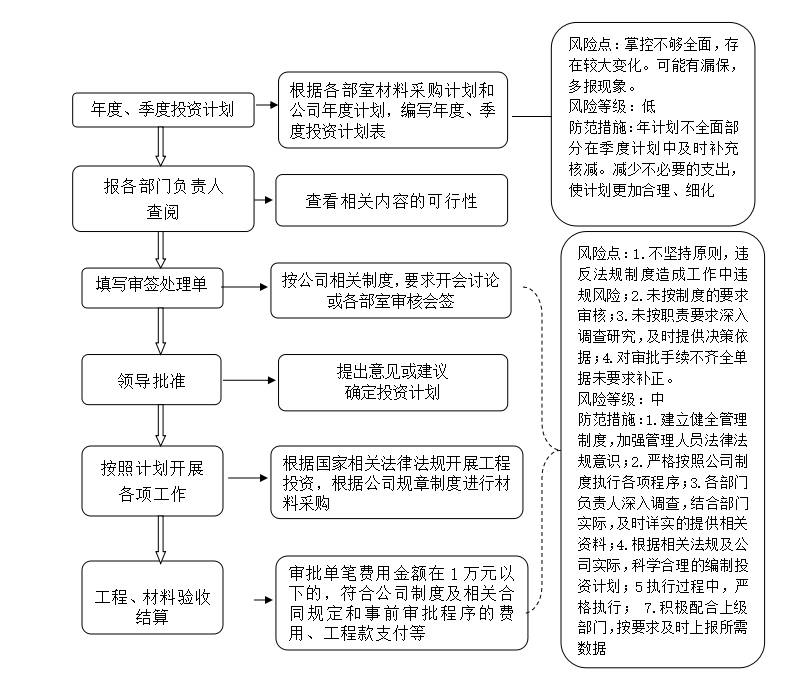 年度、季度投资计划
根据各部室材料采购计划和
公司年度计划，编写年度、季
度投资计划表
风险点：掌控不够全面，存
在较大变化。可能有漏保，
多报现象。
风险等级：低
防范措施：年计划不全面部
分在季度计划中及时补充
核减。减少不必要的支出，
使计划更加合理、细化
报各部门负责人
查阅
查看相关内容的可行性
填写审签处理单
按公司相关制度，要求开会讨论
或各部室审核会签
领导批准
提出意见或建议
确定投资计划
按照计划开展
各项工作
根据国家相关法律法规开展工程
投资，根据公司规章制度进行材
料采购
工程、材料验收
结算
审批单笔费用金额在1万元以
下的，符合公司制度及相关合
同规定和事前审批程序的费
用、工程款支付等
风险点：1.不坚持原则，违
反法规制度造成工作中违
规风险；2.未按制度的要求
审核；3.未按职责要求深入
调查研究，及时提供决策依
据；4.对审批手续不齐全单
据未要求补正。
风险等级：中
防范措施：1.建立健全管理
制度，加强管理人员法律法
规意识；2.严格按照公司制
度执行各项程序；3.各部门
负责人深入调查，结合部门
实际，及时详实的提供相关
资料；4.根据相关法规及公
司实际，科学合理的编制投
资计划；5执行过程中，严
格执行； 7.积极配合上级
部门，按要求及时上报所需
数据